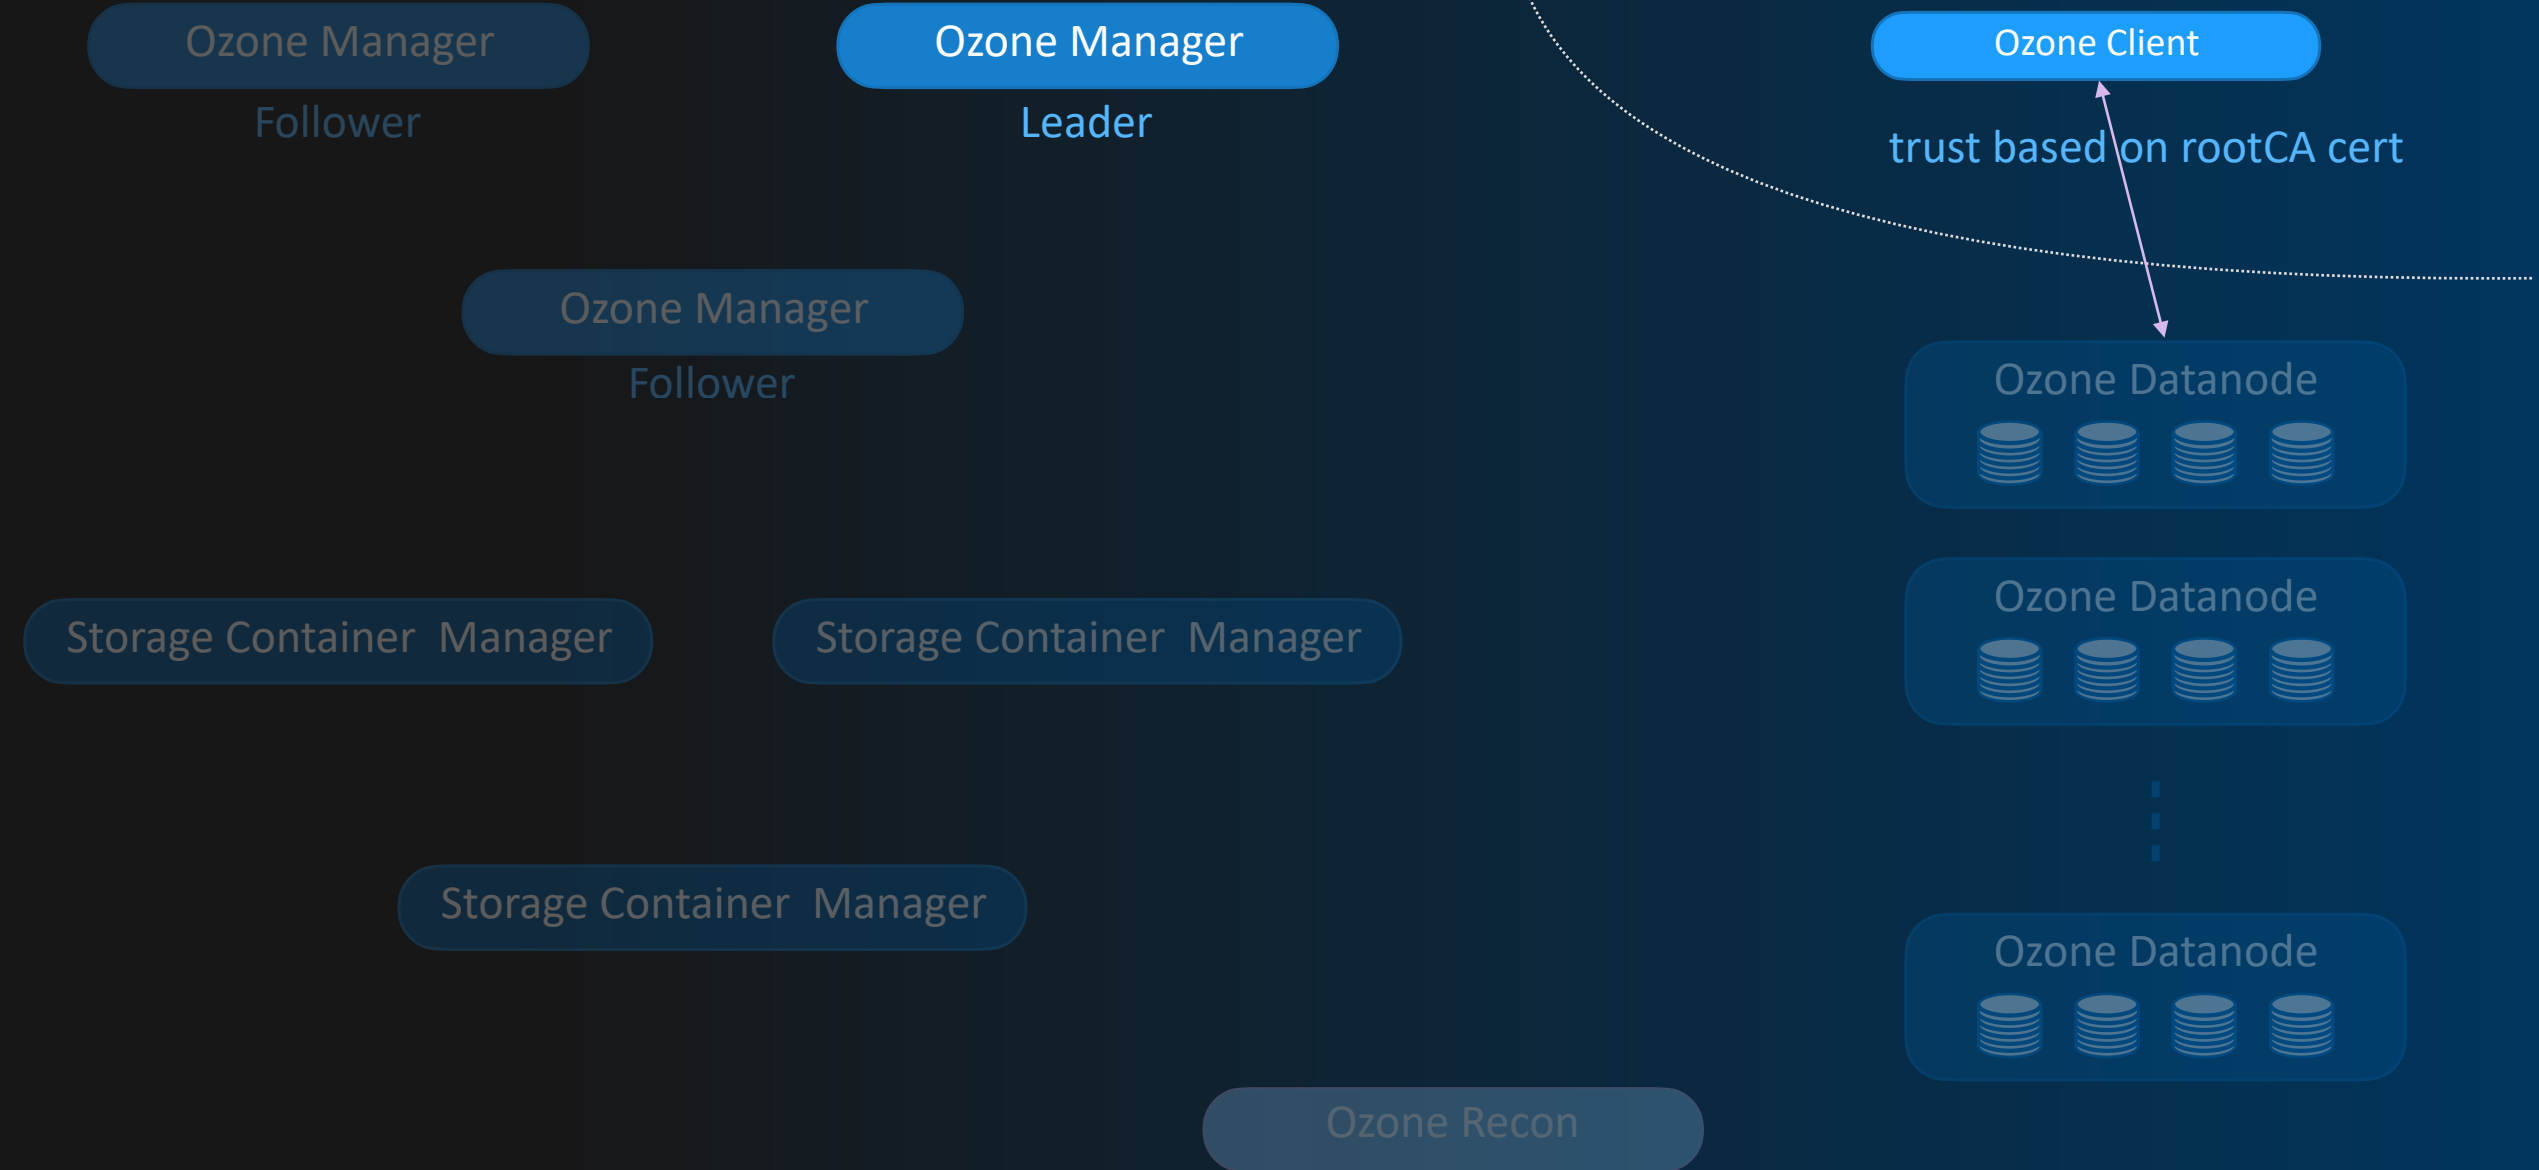 Ozone Manager
Follower
Ozone Manager
Leader
Ozone Client
trust based on rootCA cert
Ozone Manager
Follower
Ozone Datanode
Ozone Datanode
Storage Container  Manager
Storage Container  Manager
Storage Container  Manager
Ozone Datanode
Ozone Recon